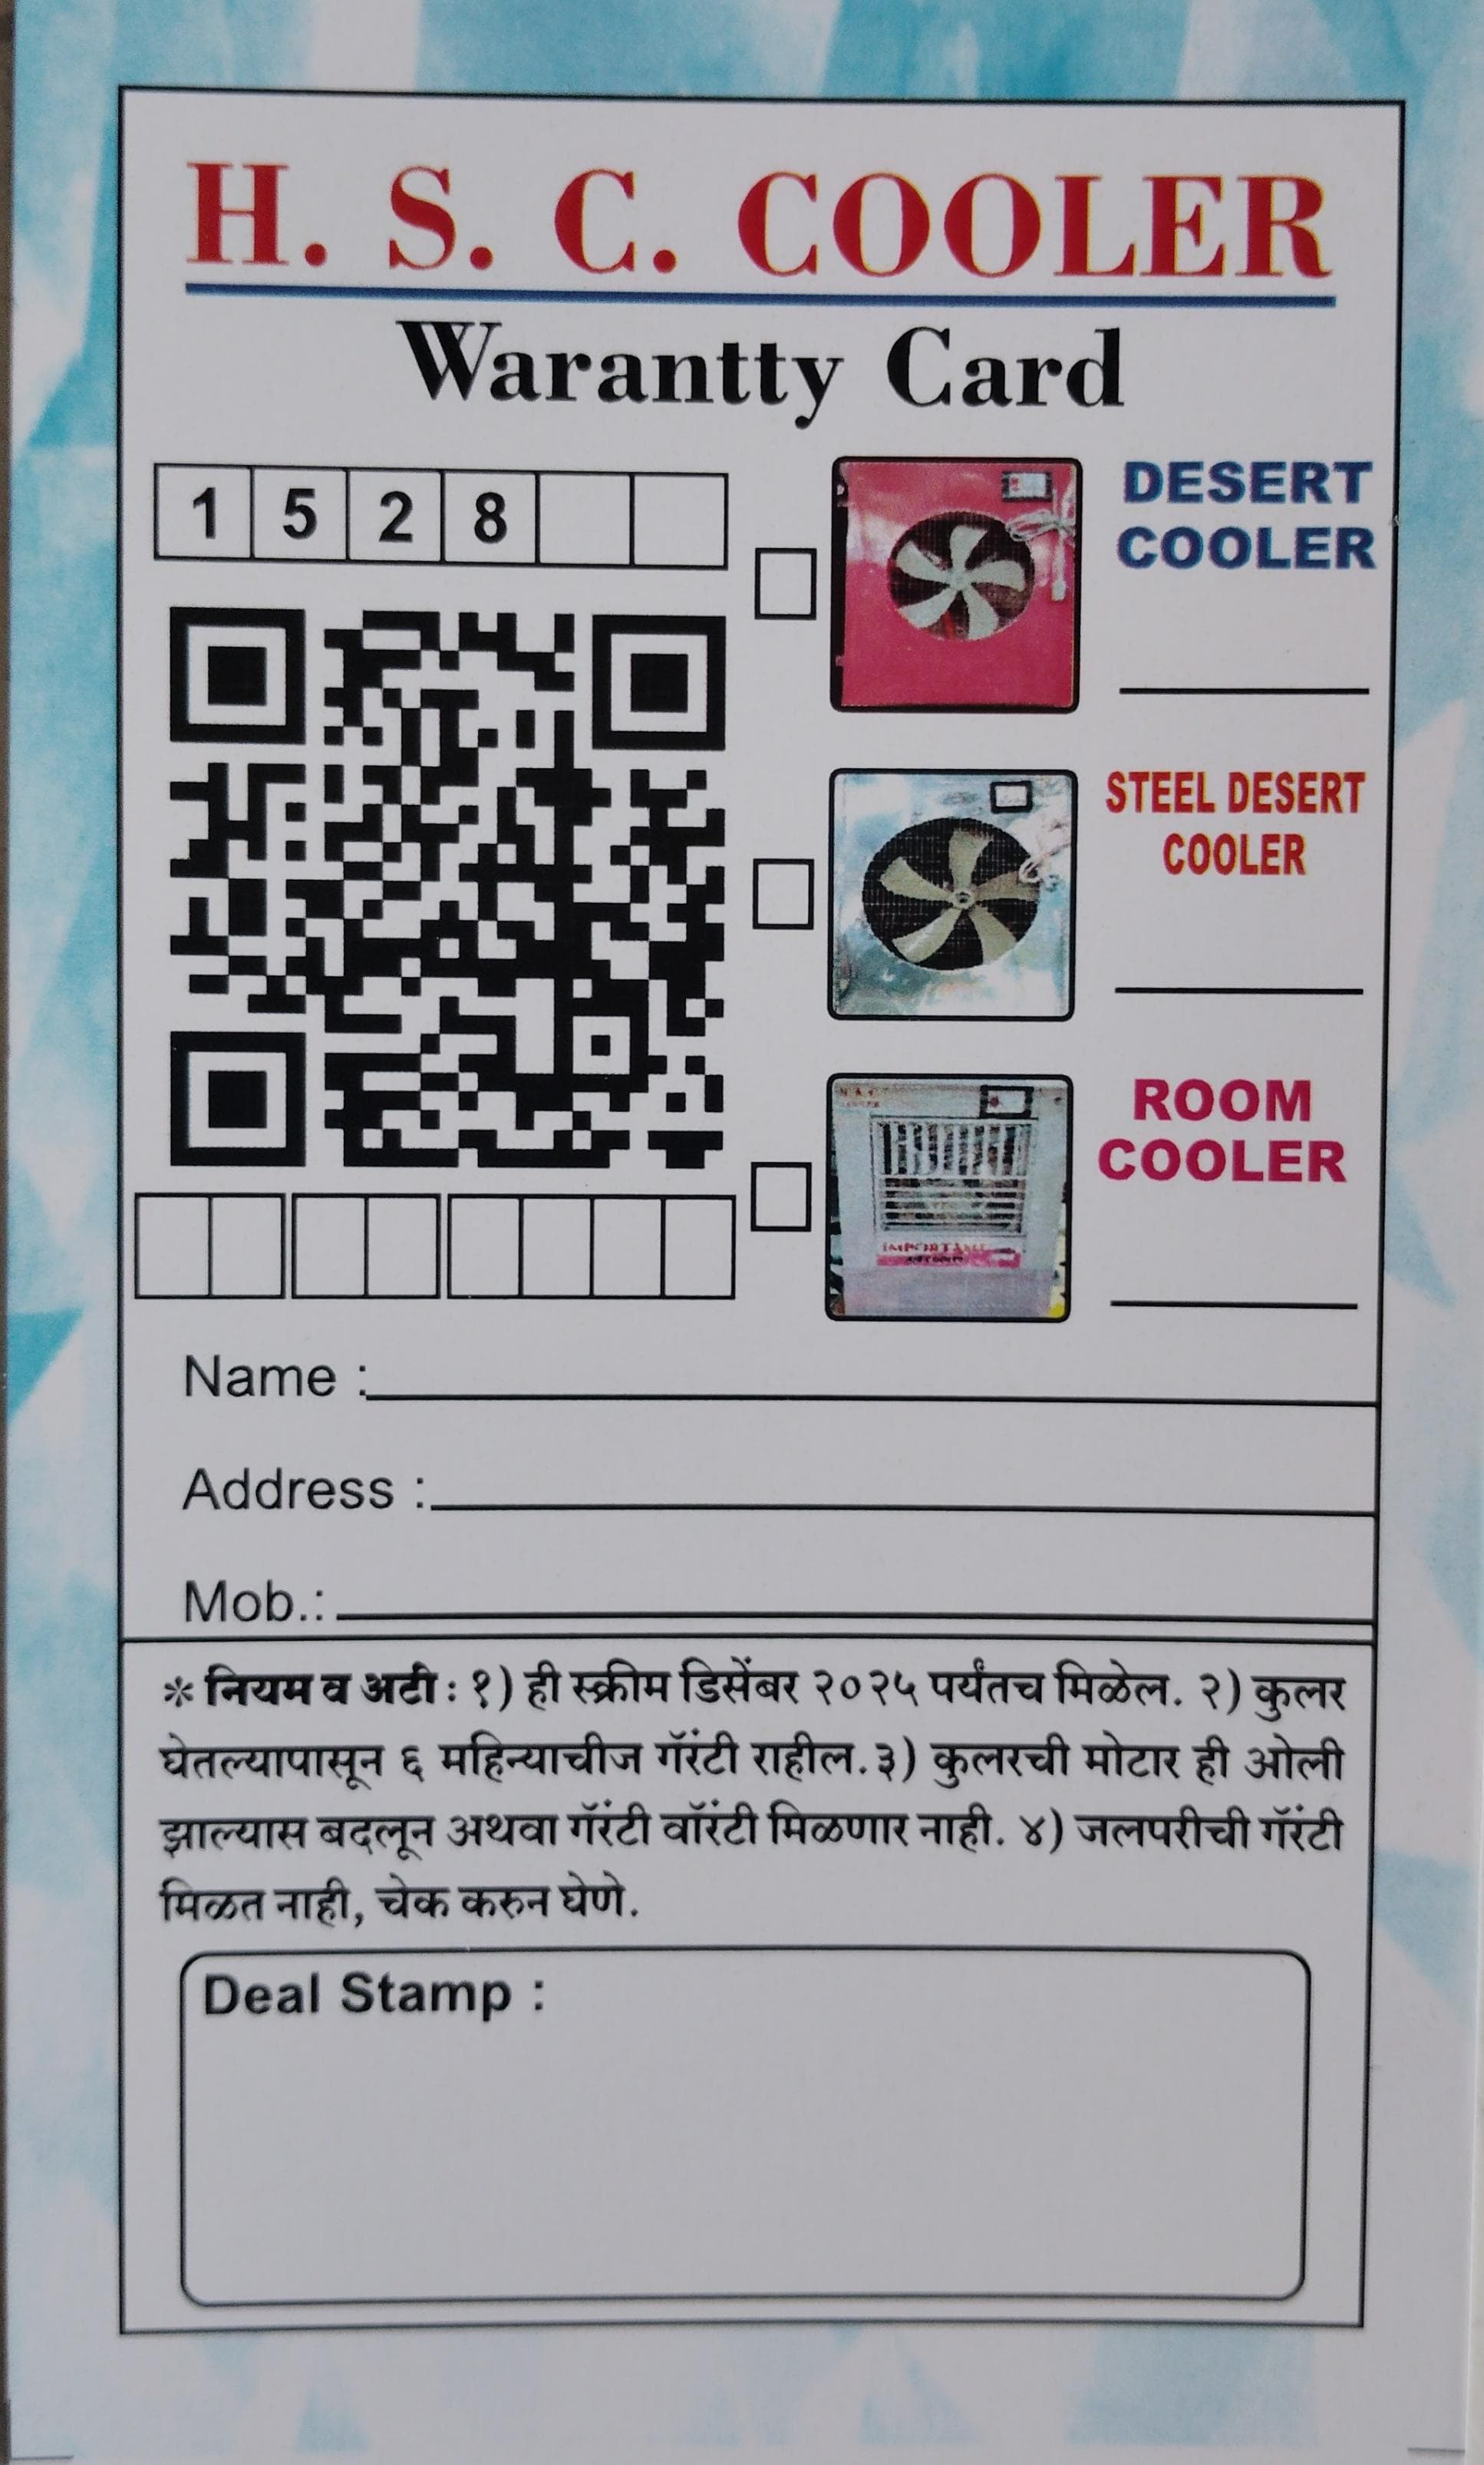 H. S. C. COOLER
Warantty Card
1 5 2 8
DESERT
COOLER
STEEL DESERT
COOLER
ROOM
COOLER
Name :
Address :
Mob.:
* नियम व अटी : १) ही स्क्रीम डिसेंबर २०२५ पर्यंतच मिळेल. २) कुलर
घेतल्यापासून ६ महिन्याचीज गॅरंटी राहील. ३) कुलरची मोटार ही ओली
झाल्यास बदलून अथवा गॅरंटी वॉरंटी मिळणार नाही. ४) जलपरीची गॅरंटी
मिळत नाही, चेक करुन घेणे.
Deal Stamp :